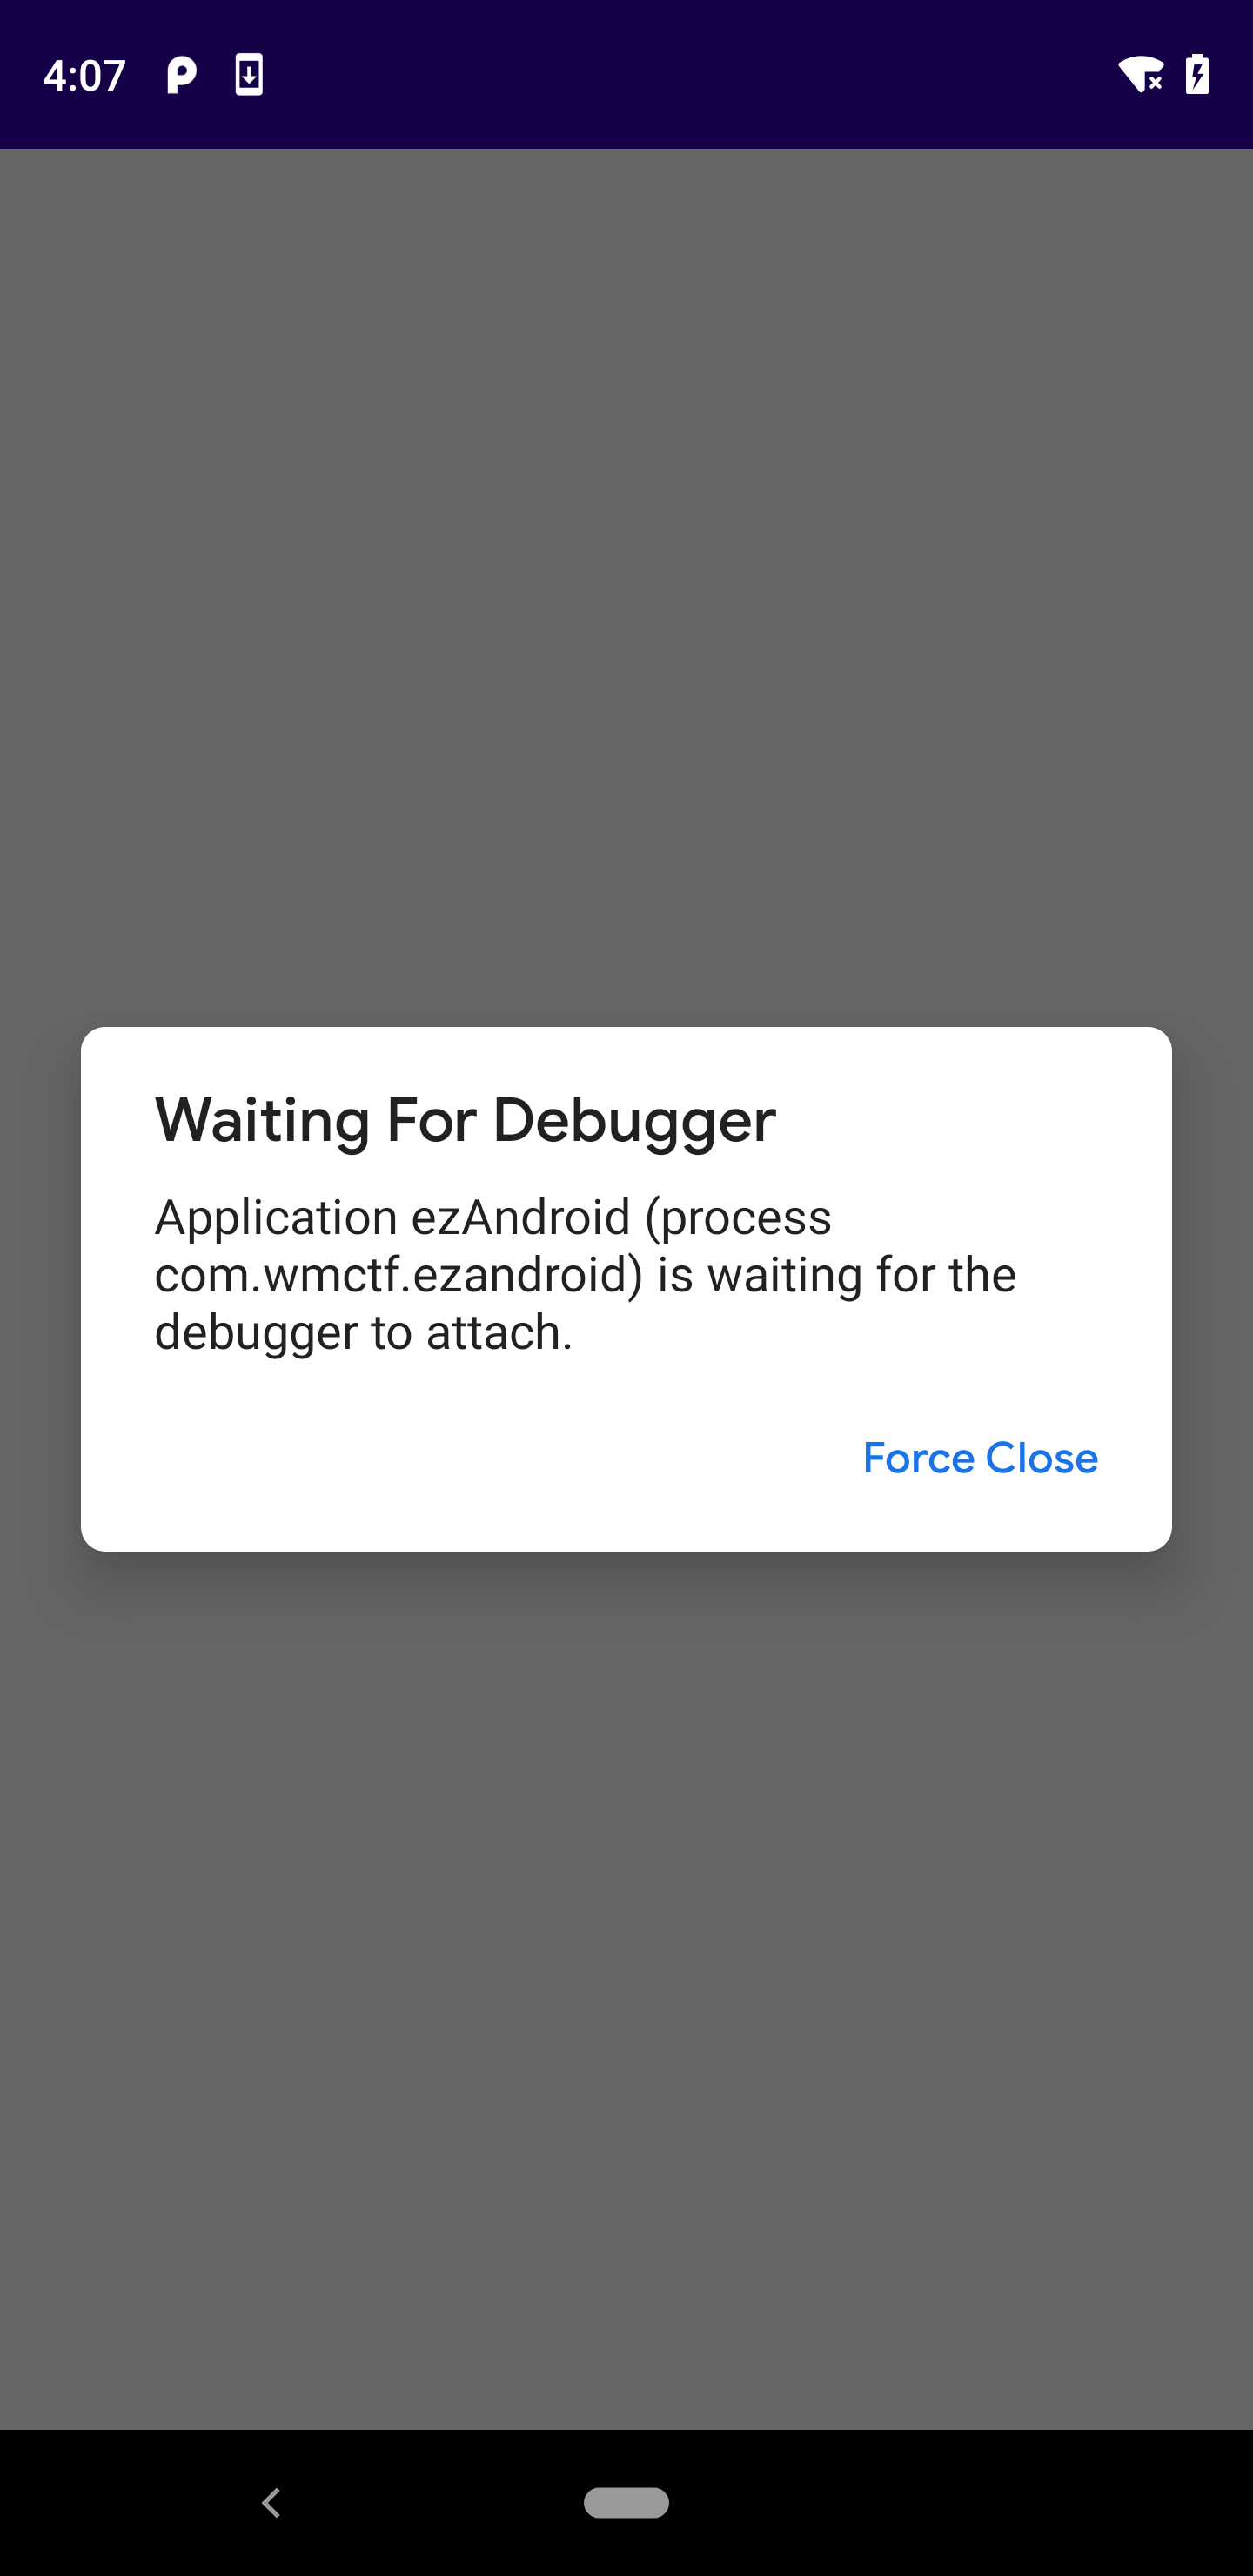 4:07
Waiting For Debugger
Application ezAndroid (process
com.wmctf.ezandroid) is waiting for the
debugger to attach.
Force Close